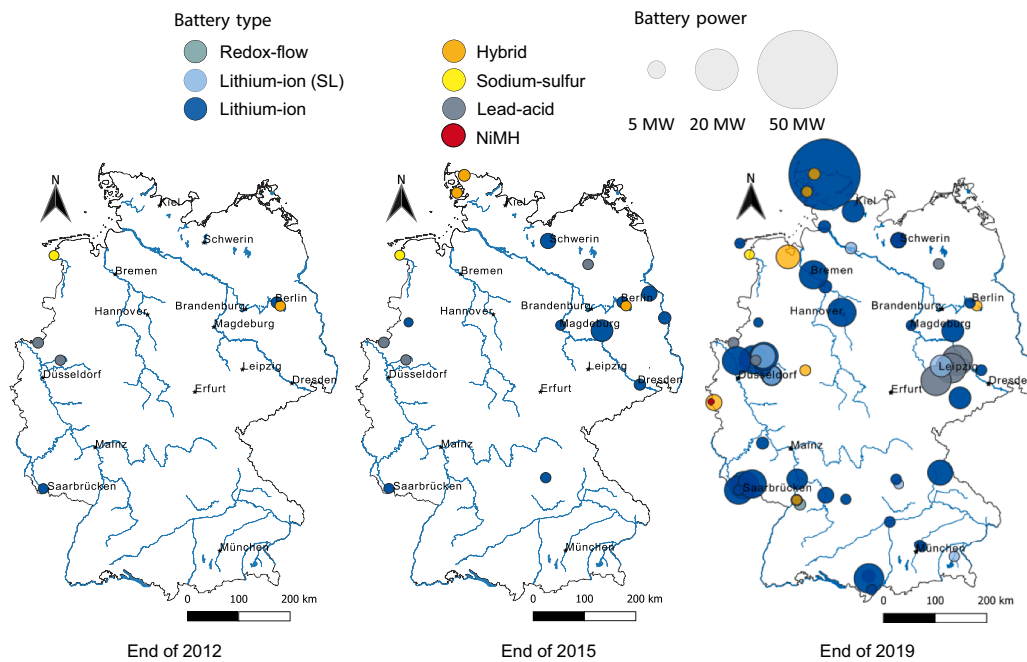 Battery type
Redox-flow
Lithium-ion (SL)
Lithium-ion
Hybrid
Sodium-sulfur
Lead-acid
NiMH
Battery power
5 MW 20 MW 50 MW
N
Kiel
Schwerin
Bremen
Berlin
Brandenburg
Hannover
Magdeburg
Leipzig
Düsseldorf
Erfurt
Dresden
Mainz
Saarbrücken
München
0 100 200 km
End of 2012
N
Kiel
Schwerin
Bremen
Berlin
Brandenburg
Hannover
Magdeburg
Leipzig
Düsseldorf
Erfurt
Dresden
Mainz
Saarbrücken
München
0 100 200 km
End of 2015
N
Kiel
Schwerin
Bremen
Berlin
Brandenburg
Hannover
Magdeburg
Leipzig
Düsseldorf
Erfurt
Dresde
Mainz
Saarbrücken
München
0 100 200 km
End of 2019